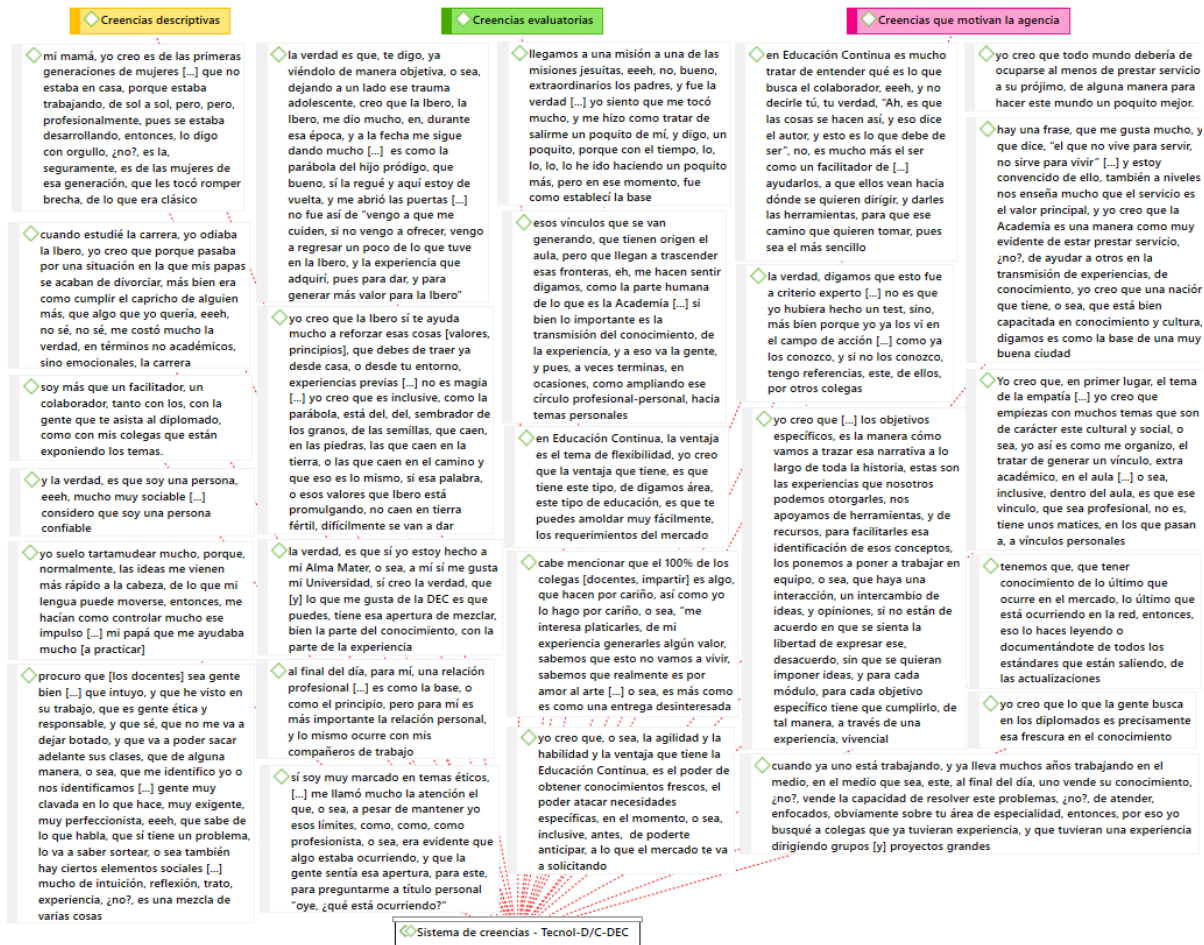 Creencias descriptivas
Creencias evaluatorias
Creencias que motivan la agencia
mi mamá, yo creo es de las primeras
generaciones de mujeres [...] que no
estaba en casa, porque estaba
trabajando, de sol a sol, pero, pero,
profesionalmente, pues se estaba
desarrollando, entonces, lo digo
con orgullo, ¿no?, es la,
seguramente, es de las mujeres de
esa generación, que les tocó romper
brecha, de lo que era clásico
cuando estudié la carrera, yo odiaba
la Ibero, yo creo que porque pasaba
por una situación en la que mis papas
se acaban de divorciar, más bien era
como cumplir el capricho de alguien
más, que algo que yo quería, eeeh,
no sé, no sé, me costó mucho la
verdad, en términos no académicos,
sino emocionales, la carrera
soy más que un facilitador, un
colaborador, tanto con los, con la
gente que te asista al diplomado,
como con mis colegas que están
exponiendo los temas.
y la verdad, es que soy una persona,
eeeh, mucho muy sociable [...]
considero que soy una persona
confiable
yo suelo tartamudear mucho, porque,
normalmente, las ideas me vienen
más rápido a la cabeza, de lo que mi
lengua puede moverse, entonces, me
hacían como controlar mucho ese
impulso [...] mi papá que me ayudaba
mucho [a practicar]
procuro que [los docentes] sea gente
bien [...] que intuyo, y que he visto en
su trabajo, que es gente ética y
responsable, y que sé, que no me va a
dejar botado, y que va a poder sacar
adelante sus clases, que de alguna
manera, o sea, que me identifico yo o
nos identificamos [...] gente muy
clavada en lo que hace, muy exigente,
muy perfeccionista, eeeh, que sabe de
lo que habla, que sí tiene un problema,
lo va a saber sortear, o sea también
hay ciertos elementos sociales [...]
mucho de intuición, reflexión, trato,
experiencia, ¿no?, es una mezcla de
varias cosas
la verdad es que, te digo, ya
viéndolo de manera objetiva, o sea,
dejando a un lado ese trauma
adolescente, creo que la Ibero, la
Ibero, me dio mucho, en, durante
esa época, y a la fecha me sigue
dando mucho [...] es como la
parábola del hijo pródigo, que
bueno, sí la regué y aquí estoy de
vuelta, y me abrió las puertas [...]
no fue así de “vengo a que me
cuiden, si no vengo a ofrecer, vengo
a regresar un poco de lo que tuve
en la Ibero, y la experiencia que
adquirí, pues para dar, y para
generar más valor para la Ibero”
yo creo que la Ibero sí te ayuda
mucho a reforzar esas cosas [valores,
principios], que debes de traer ya
desde casa, o desde tu entorno,
experiencias previas [...] no es magia
[...] yo creo que es inclusive, como la
parábola, está del, del, sembrador de
los granos, de las semillas, que caen,
en las piedras, las que caen en la
tierra, o las que caen en el camino y
que eso es lo mismo, si esa palabra,
o esos valores que Ibero está
promulgando, no caen en tierra
fértil, difícilmente se van a dar
la verdad, es que sí yo estoy hecho a
mi Alma Mater, o sea, a mí sí me gusta
mi Universidad, sí creo la verdad, que
[y] lo que me gusta de la DEC es que
puedes, tiene esa apertura de mezclar,
bien la parte del conocimiento, con la
parte de la experiencia
al final del día, para mí, una relación
profesional [...] es como la base, o
como el principio, pero para mí es
más importante la relación personal,
y lo mismo ocurre con mis
compañeros de trabajo
sí soy muy marcado en temas éticos,
[...] me llamó mucho la atención el
que, o sea, a pesar de mantener yo
esos límites, como, como, como
profesionista, o sea, era evidente que
algo estaba ocurriendo, y que la
gente sentía esa apertura, para este,
para preguntarme a título personal
“oye, ¿qué está ocurriendo?”
llegamos a una misión a una de las
misiones jesuitas, eeeh, no, bueno,
extraordinarios los padres, y fue la
verdad [...] yo siento que me tocó
mucho, y me hizo como tratar de
salirme un poquito de mí, y digo, un
poquito, porque con el tiempo, lo,
lo, lo, lo he ido haciendo un poquito
más, pero en ese momento, fue
como establecí la base
esos vínculos que se van
generando, que tienen origen el
aula, pero que llegan a trascender
esas fronteras, eh, me hacen sentir
digamos, como la parte humana
de lo que es la Academia [...] si
bien lo importante es la
transmisión del conocimiento, de
la experiencia, y a eso va la gente,
y pues, a veces terminas, en
ocasiones, como ampliando ese
círculo profesional-personal, hacia
temas personales
en Educación Continua, la ventaja
es el tema de flexibilidad, yo creo
que la ventaja que tiene, es que
tiene este tipo, de digamos área,
este tipo de educación, es que te
puedes amoldar muy fácilmente,
los requerimientos del mercado
cabe mencionar que el 100% de los
colegas [docentes, impartir] es algo,
que hacen por cariño, así como yo
lo hago por cariño, o sea, “me
interesa platicarles, de mi
experiencia generarles algún valor,
sabemos que esto no vamos a vivir,
sabemos que realmente es por
amor al arte [...] o sea, es más como
es como una entrega desinteresada
yo creo que, o sea, la agilidad y la
habilidad y la ventaja que tiene la
Educación Continua, es el poder de
obtener conocimientos frescos, el
poder atacar necesidades
específicas, en el momento, o sea,
inclusive, antes, de poderte
anticipar, a lo que el mercado te va
a solicitando
en Educación Continua es mucho
tratar de entender qué es lo que
busca el colaborador, eeeh, y no
decirle tú, tu verdad, “Ah, es que
las cosas se hacen así, y eso dice
el autor, y esto es lo que debe de
ser”, no, es mucho más el ser
como un facilitador de [...]
ayudarlos, a que ellos vean hacia
dónde se quieren dirigir, y darles
las herramientas, para que ese
camino que quieren tomar, pues
sea el más sencillo
la verdad, digamos que esto fue
a criterio experto [...] no es que
yo hubiera hecho un test, sino,
más bien porque yo ya los vi en
el campo de acción [...] como ya
los conozco, y si no los conozco,
tengo referencias, este, de ellos,
por otros colegas
yo creo que [...] los objetivos
específicos, es la manera cómo
vamos a trazar esa narrativa a lo
largo de toda la historia, estas son
las experiencias que nosotros
podemos otorgarles, nos
apoyamos de herramientas, y de
recursos, para facilitarles esa
identificación de esos conceptos,
los ponemos a poner a trabajar en
equipo, o sea, que haya una
interacción, un intercambio de
ideas, y opiniones, si no están de
acuerdo en que se sienta la
libertad de expresar ese,
desacuerdo, sin que se quieran
imponer ideas, y para cada
módulo, para cada objetivo
específico tiene que cumplirlo, de
tal manera, a través de una
experiencia, vivencial
yo creo que todo mundo debería de
ocuparse al menos de prestar servicio
a su prójimo, de alguna manera para
hacer este mundo un poquito mejor.
hay una frase, que me gusta mucho, y
que dice, “el que no vive para servir,
no sirve para vivir” [...] y estoy
convencido de ello, también a niveles
nos enseña mucho que el servicio es
el valor principal, y yo creo que la
Academia es una manera como muy
evidente de estar prestar servicio,
¿no?, de ayudar a otros en la
transmisión de experiencias, de
conocimiento, yo creo que una nación
que tiene, o sea, que está bien
capacitada en conocimiento y cultura,
digamos es como la base de una muy
buena ciudad
Yo creo que, en primer lugar, el tema
de la empatía [...] yo creo que
empiezas con muchos temas que son
de carácter este cultural y social, o
sea, yo así es como me organizo, el
tratar de generar un vínculo, extra
académico, en el aula [...] o sea,
inclusive, dentro del aula, es que ese
vinculo, que sea profesional, no es,
tiene unos matices, en los que pasan
a, a vínculos personales
tenemos que, que tener
conocimiento de lo último que
ocurre en el mercado, lo último que
está ocurriendo en la red, entonces,
eso lo haces leyendo o
documentándote de todos los
estándares que están saliendo, de
las actualizaciones
yo creo que lo que la gente busca
en los diplomados es precisamente
esa frescura en el conocimiento
cuando ya uno está trabajando, y ya lleva muchos años trabajando en el
medio, en el medio que sea, este, al final del día, uno vende su conocimiento,
¿no?, vende la capacidad de resolver este problemas, ¿no?, de atender,
enfocados, obviamente sobre tu área de especialidad, entonces, por eso yo
busqué a colegas que ya tuvieran experiencia, y que tuvieran una experiencia
dirigiendo grupos [y] proyectos grandes
Sistema de creencias - Tecnol-D/C-DEC